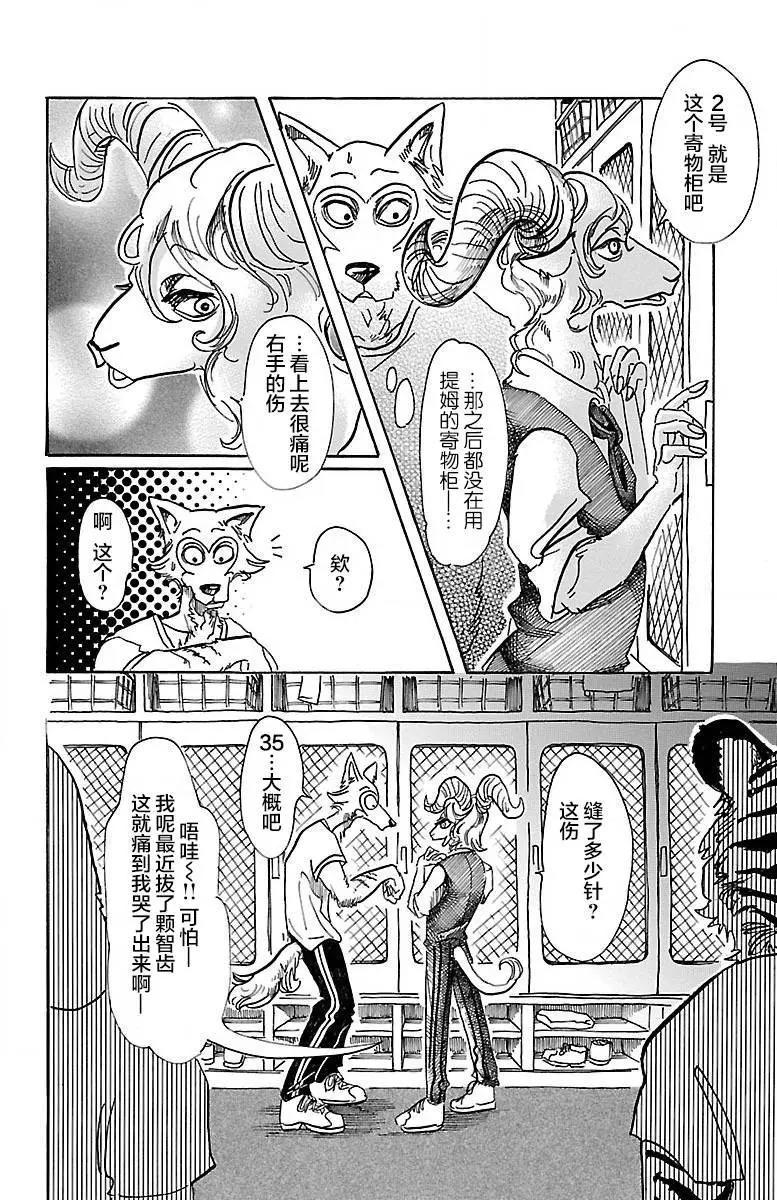 2号 就是
这个寄物柜吧
…那之后都没在用
提姆的寄物柜——…
…看上去很痛呢
右手的伤
欸?
啊 这个?
缝了多少针?
这伤
35…大概吧
唔哇~!! 可怕—
我呢最近拔了颗智齿
这就痛到我哭了出来啊—